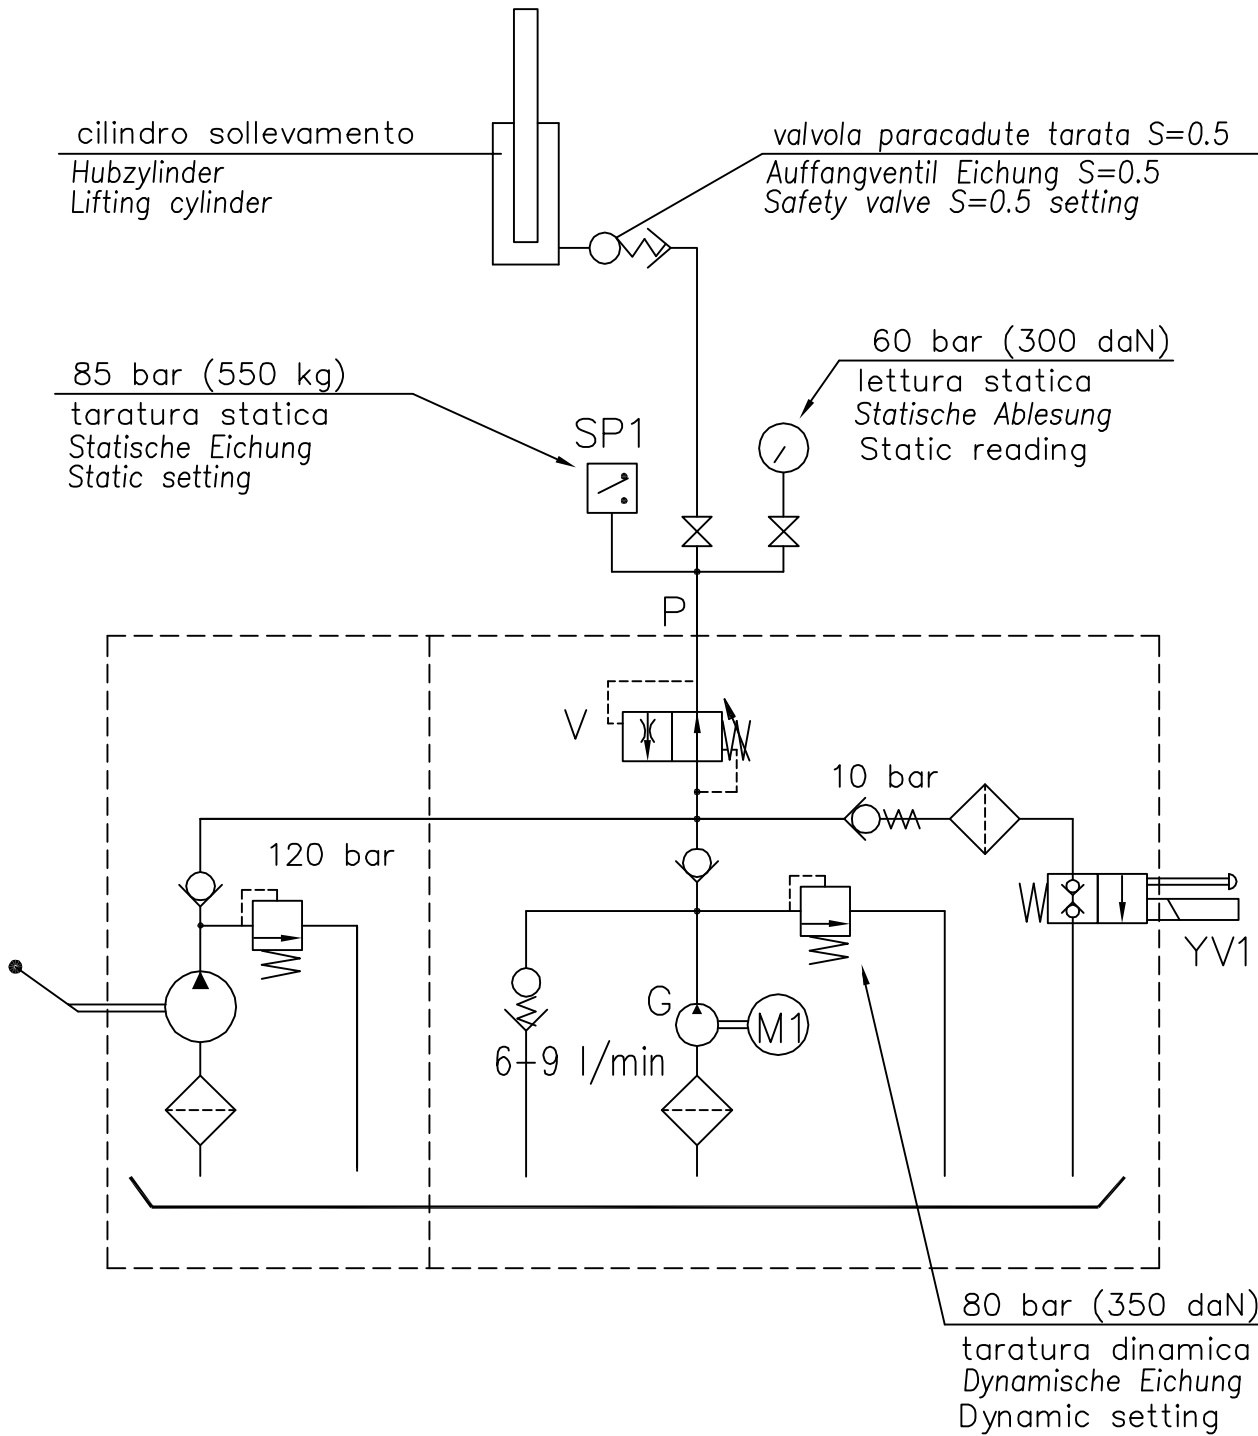 cilindro sollevamento
Hubzylinder
Lifting cylinder
valvola paracadute tarata S=0.5
Auffangventil Eichung S=0.5
Safety valve S=0.5 setting
60 bar (300 daN)
lettura statica
Statische Ablesung
Static reading
85 bar (550 kg)
taratura statica
Statische Eichung
Static setting
SP1
P
V
10 bar
120 bar
YV1
G
M1
6-9 l/min
80 bar (350 daN)
taratura dinamica
Dynamische Eichung
Dynamic setting